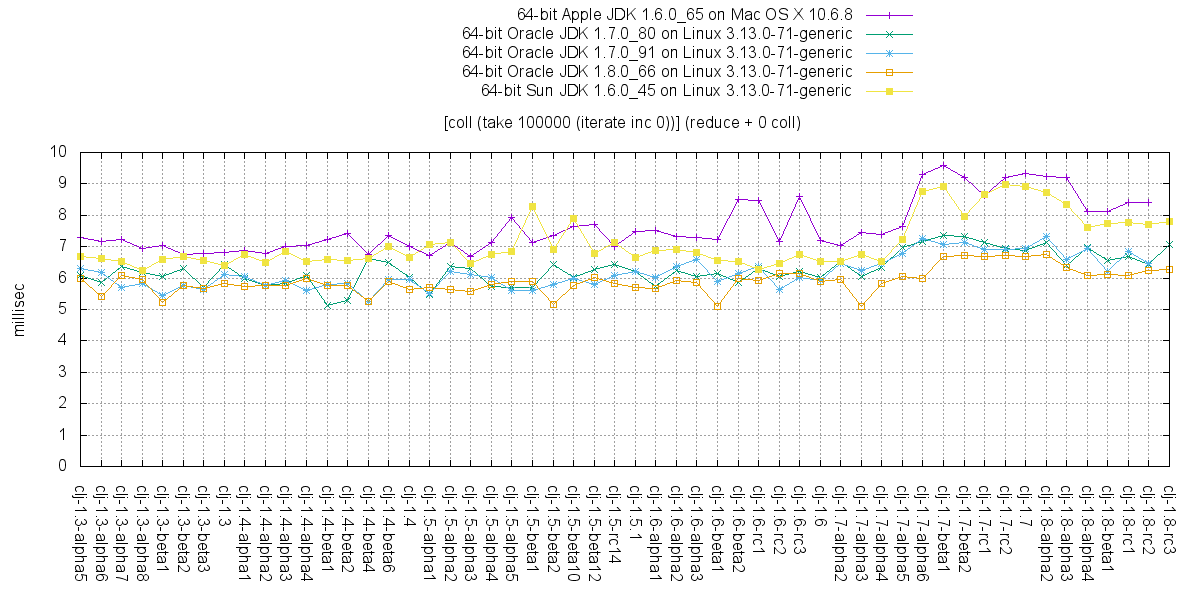 64-bit Apple JDK 1.6.0_65 on Mac OS X 10.6.8
64-bit Oracle JDK 1.7.0_80 on Linux 3.13.0-71-generic
64-bit Oracle JDK 1.7.0_91 on Linux 3.13.0-71-generic
64-bit Oracle JDK 1.8.0_66 on Linux 3.13.0-71-generic
64-bit Sun JDK 1.6.0_45 on Linux 3.13.0-71-generic
[coll (take 100000 (iterate inc 0))] (reduce + 0 coll)
millisec
10
9
8
7
6
5
4
3
2
1
0
clj-1.3-alpha5
clj-1.3-alpha6
clj-1.3-alpha7
clj-1.3-alpha8
clj-1.3-beta1
clj-1.3-beta2
clj-1.3-beta3
clj-1.3
clj-1.4-alpha1
clj-1.4-alpha2
clj-1.4-alpha3
clj-1.4-alpha4
clj-1.4-beta1
clj-1.4-beta2
clj-1.4-beta4
clj-1.4-beta6
clj-1.4
clj-1.5-alpha1
clj-1.5-alpha2
clj-1.5-alpha3
clj-1.5-alpha4
clj-1.5-alpha5
clj-1.5-beta1
clj-1.5-beta2
clj-1.5-beta10
clj-1.5-beta12
clj-1.5-rc14
clj-1.5.1
clj-1.6-alpha1
clj-1.6-alpha2
clj-1.6-alpha3
clj-1.6-beta1
clj-1.6-beta2
clj-1.6-rc1
clj-1.6-rc2
clj-1.6-rc3
clj-1.6
clj-1.7-alpha2
clj-1.7-alpha3
clj-1.7-alpha4
clj-1.7-alpha5
clj-1.7-alpha6
clj-1.7-beta1
clj-1.7-beta2
clj-1.7-rc1
clj-1.7-rc2
clj-1.7
clj-1.8-alpha2
clj-1.8-alpha3
clj-1.8-alpha4
clj-1.8-beta1
clj-1.8-rc1
clj-1.8-rc2
clj-1.8-rc3